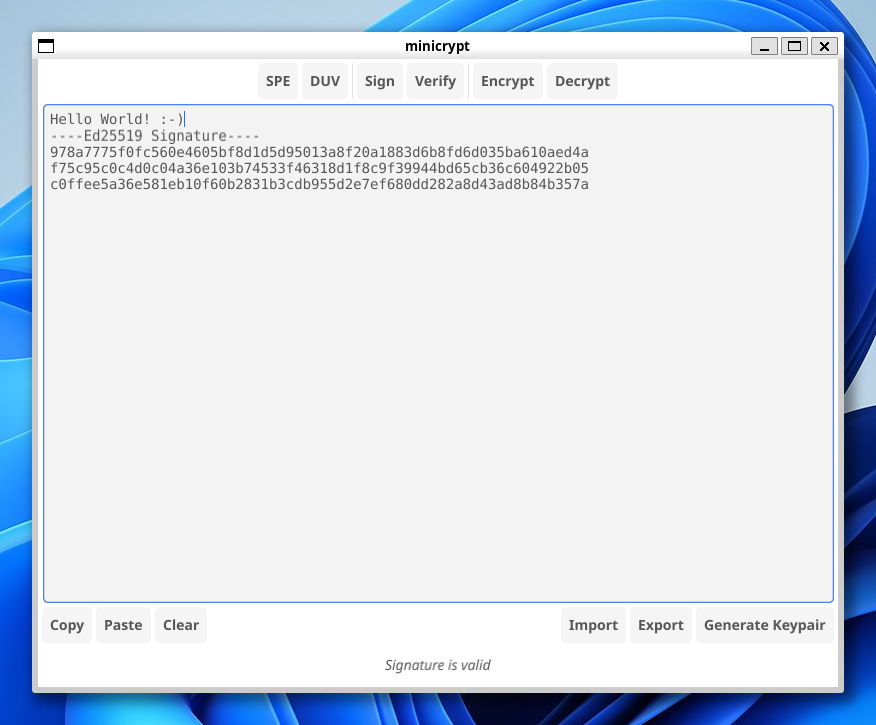 minicrypt
SPE DUV Sign Verify Encrypt Decrypt
Hello World! :-)
----Ed25519 Signature----
978a7775f0fc560e4605bf8d1d5d95013a8f20a1883d6b8fd6d035ba610aed4a
f75c95c0c4d0c04a36e103b74533f46318d1f8c9f39944bd65cb36c604922b05
c0ffee5a36e581eb10f60b2831b3cdb955d2e7ef680dd282a8d43ad8b84b357a
Copy Paste Clear Import Export Generate Keypair
Signature is valid